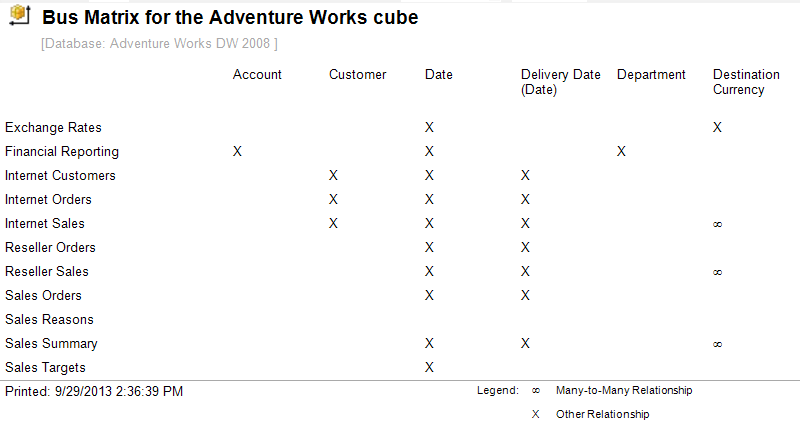 Bus Matrix for the Adventure Works cube
[Database: Adventure Works DW 2008 ]
Account Customer Date Delivery Date (Date) Department Destination Currency
Exchange Rates X X
Financial Reporting X X X
Internet Customers X X X
Internet Orders X X X
Internet Sales X X X ∞
Reseller Orders X X
Reseller Sales X X ∞
Sales Orders X X
Sales Reasons
Sales Summary X X ∞
Sales Targets X
Printed: 9/29/2013 2:36:39 PM Legend: ∞ Many-to-Many Relationship
X Other Relationship